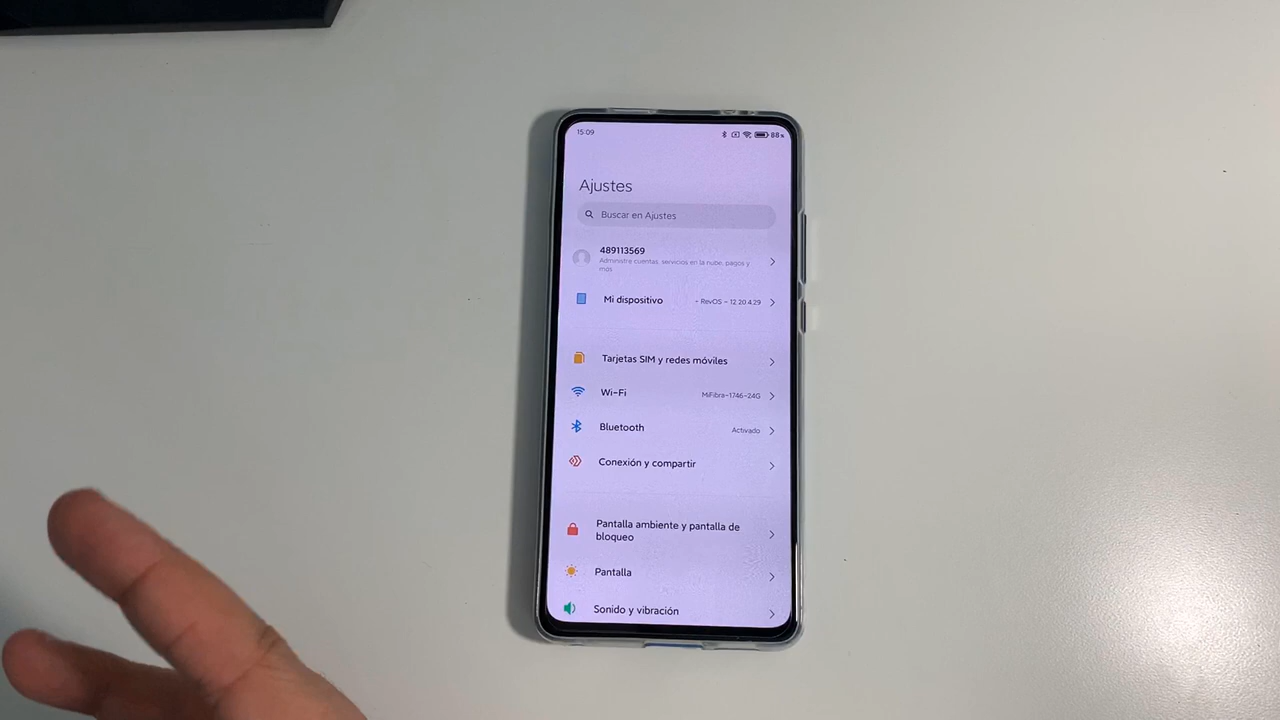 15:09
88%
Ajustes
Buscar en Ajustes
489113569
Administre cuentas, servicios en la nube, pagos y
más
Mi dispositivo - RevOS - 12 20.4.29
Tarjetas SIM y redes móviles
Wi-Fi MiFibra-1746-24G
Bluetooth Activado
Conexión y compartir
Pantalla ambiente y pantalla de
bloqueo
Pantalla
Sonido y vibración